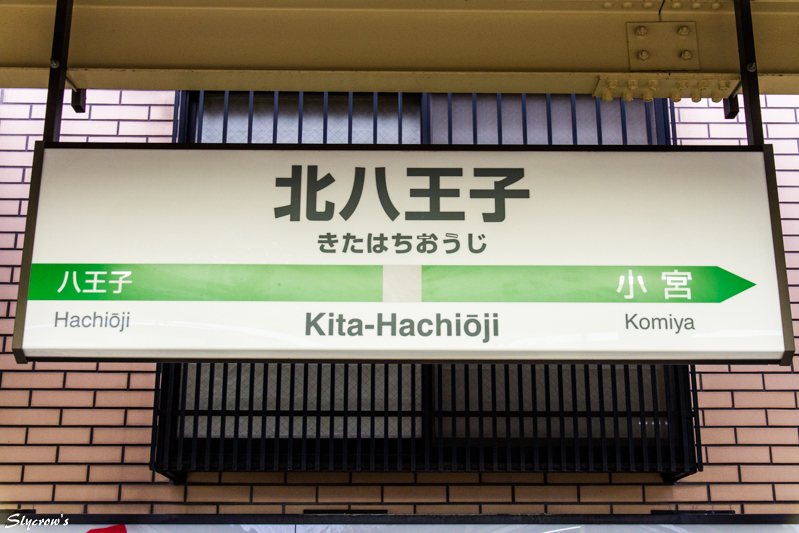 北八王子
きたはちおうじ
八王子 小宮
Hachiōji Kita-Hachiōji Komiya
Slycrow's